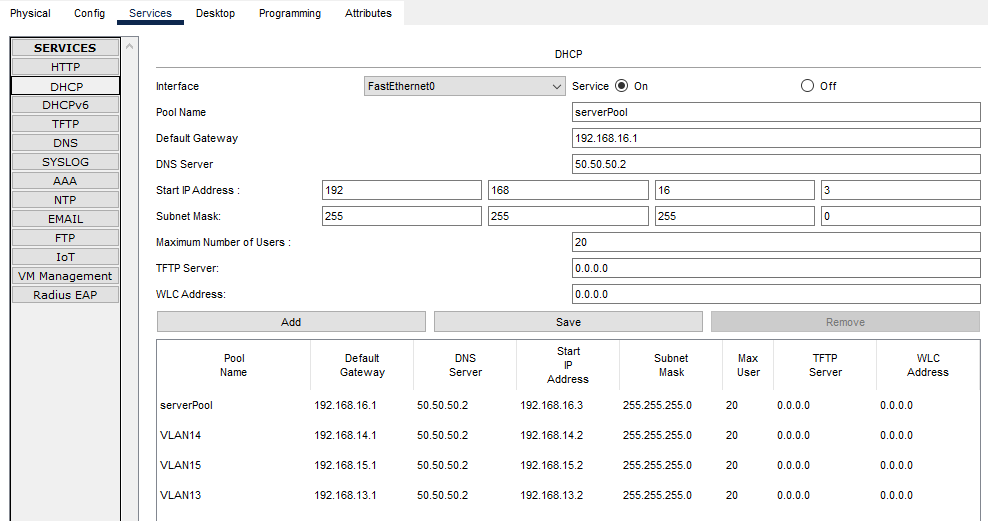 Physical Config Services Desktop Programming Attributes
SERVICES
HTTP
DHCP
DHCPv6
TFTP
DNS
SYSLOG
AAA
NTP
EMAIL
FTP
IoT
VM Management
Radius EAP
DHCP
Interface FastEthernet0 Service On Off
Pool Name serverPool
Default Gateway 192.168.16.1
DNS Server 50.50.50.2
Start IP Address : 192 168 16 3
Subnet Mask: 255 255 255 0
Maximum Number of Users : 20
TFTP Server: 0.0.0.0
WLC Address: 0.0.0.0
Add Save Remove
Pool Name Default Gateway DNS Server Start IP Address Subnet Mask Max User TFTP Server WLC Address
serverPool 192.168.16.1 50.50.50.2 192.168.16.3 255.255.255.0 20 0.0.0.0 0.0.0.0
VLAN14 192.168.14.1 50.50.50.2 192.168.14.2 255.255.255.0 20 0.0.0.0 0.0.0.0
VLAN15 192.168.15.1 50.50.50.2 192.168.15.2 255.255.255.0 20 0.0.0.0 0.0.0.0
VLAN13 192.168.13.1 50.50.50.2 192.168.13.2 255.255.255.0 20 0.0.0.0 0.0.0.0